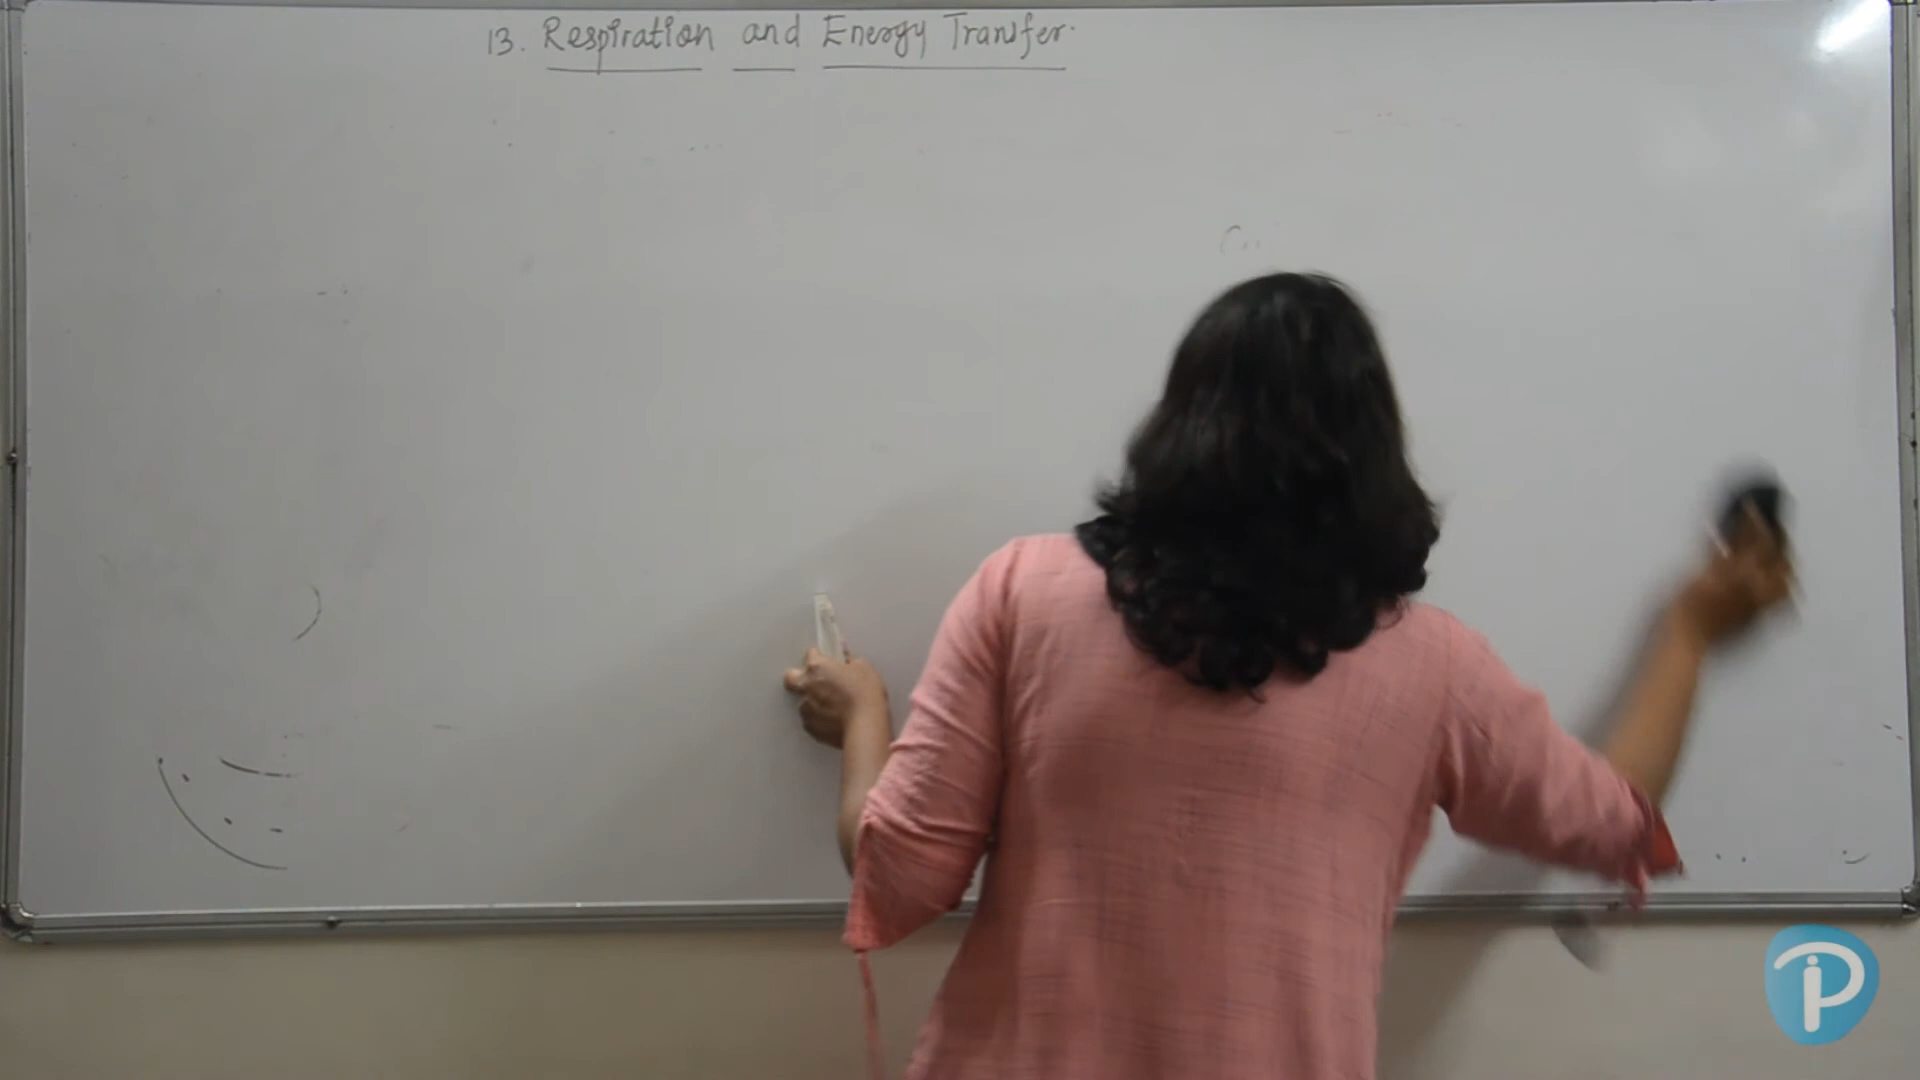 13. Respiration and Energy Transfer.